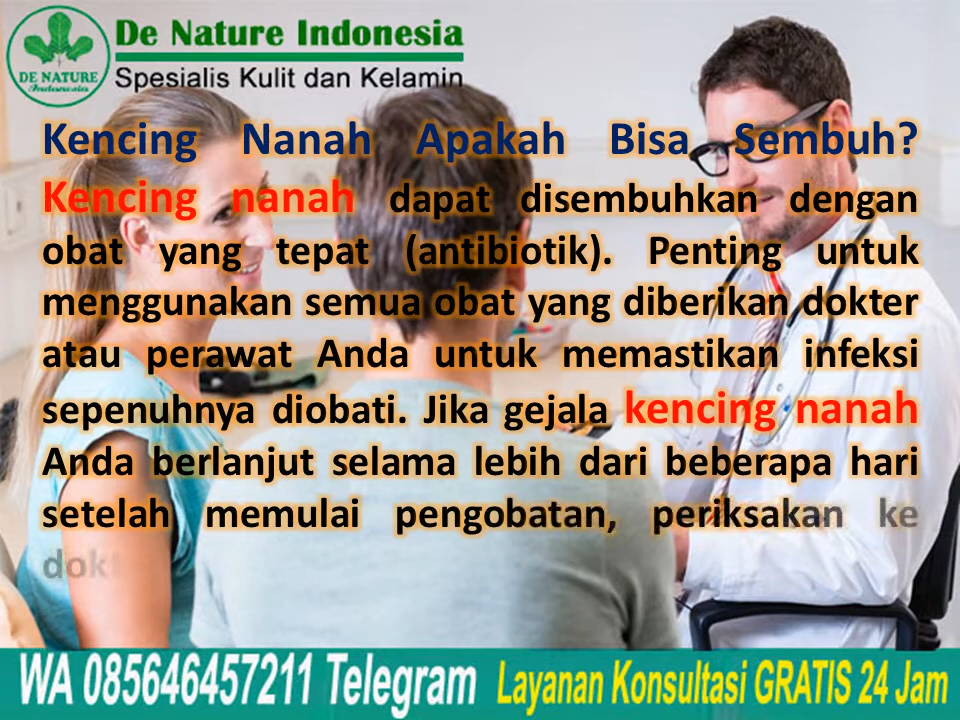 De Nature Indonesia
Spesialis Kulit dan Kelamin
DE NATURE
Indonesia
Kencing Nanah Apakah Bisa Sembuh?
Kencing nanah dapat disembuhkan dengan
obat yang tepat (antibiotik). Penting untuk
menggunakan semua obat yang diberikan dokter
atau perawat Anda untuk memastikan infeksi
sepenuhnya diobati. Jika gejala kencing nanah
Anda berlanjut selama lebih dari beberapa hari
setelah memulai pengobatan, periksakan ke
WA 085646457211 Telegram Layanan Konsultasi GRATIS 24 Jam